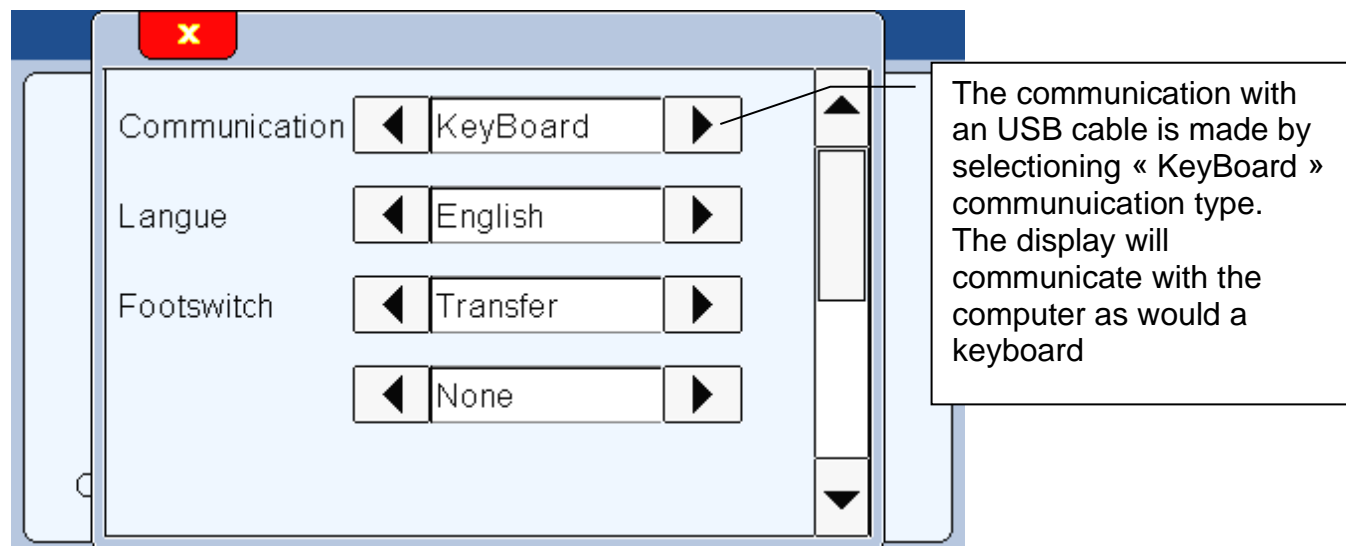 x
Communication KeyBoard
Langue English
Footswitch Transfer
None
The communication with
an USB cable is made by
selectioning « KeyBoard »
communuication type.
The display will
communicate with the
computer as would a
keyboard